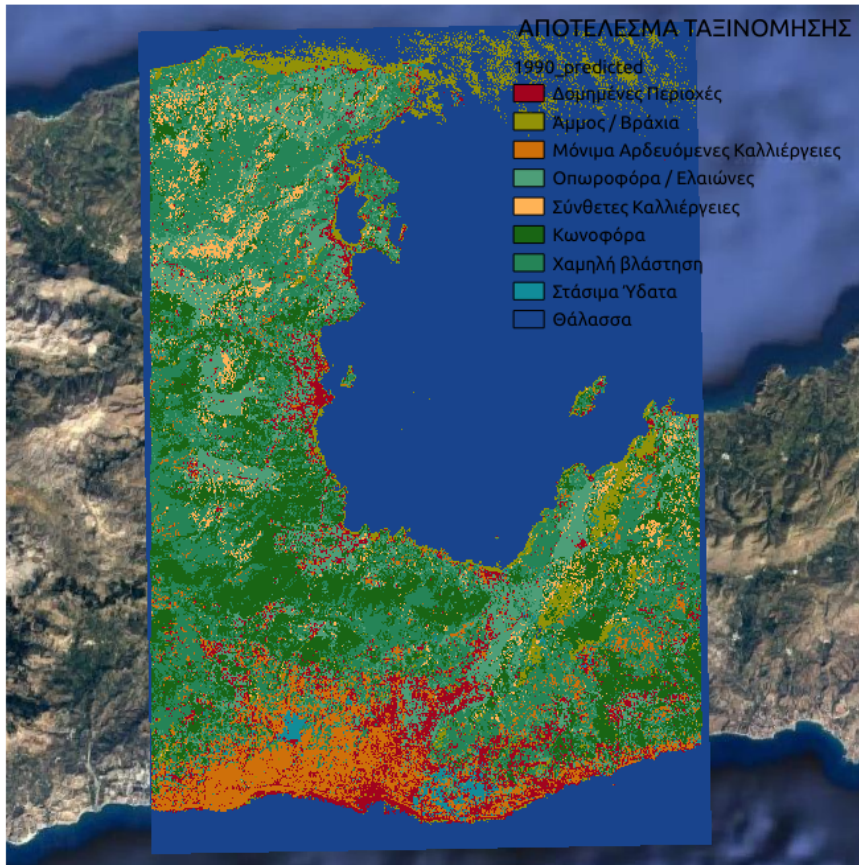 ΑΠΟΤΕΛΕΣΜΑ ΤΑΞΙΝΟΜΗΣΗΣ
1990_predicted
Δομημένες Περιοχές
Άμμος / Βράχια
Μόνιμα Αρδευόμενες Καλλιέργειες
Οπωροφόρα / Ελαιώνες
Σύνθετες Καλλιέργειες
Κωνοφόρα
Χαμηλή βλάστηση
Στάσιμα Ύδατα
Θάλασσα